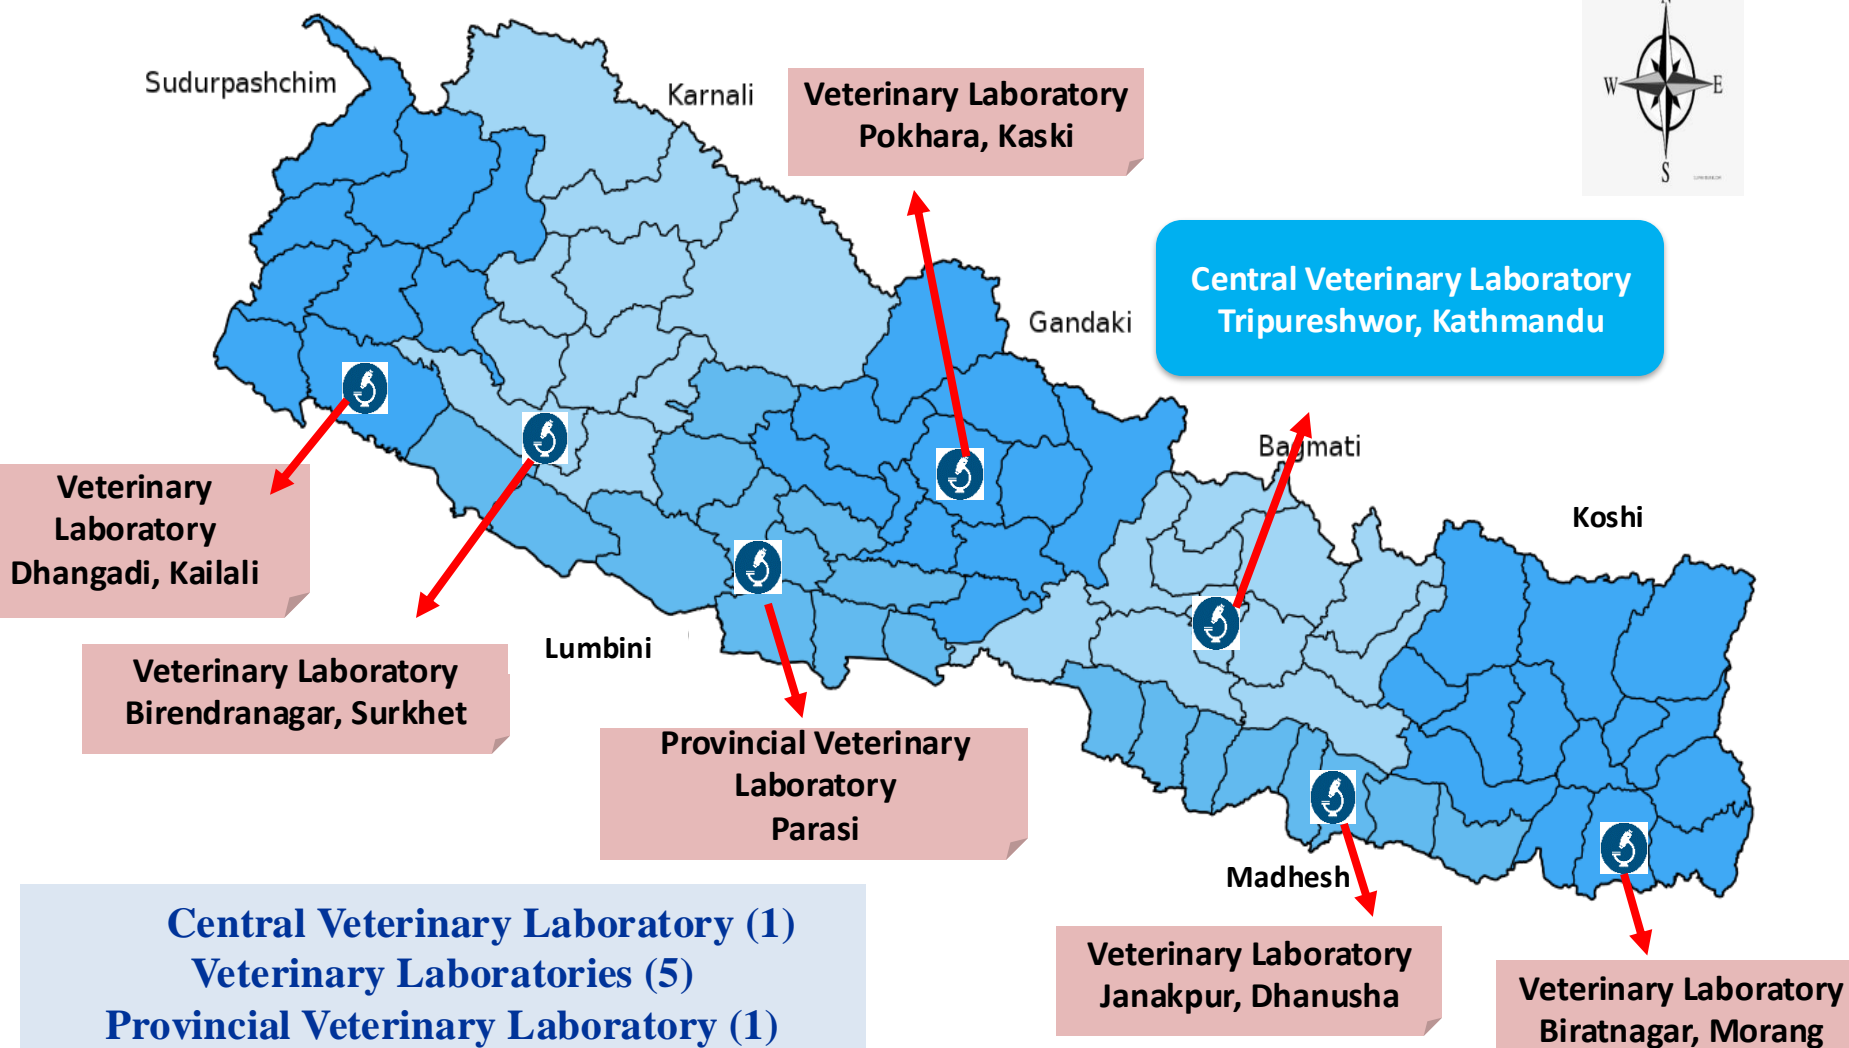 N
W
E
S
Sudurpashchim
Karnali
Veterinary Laboratory
Pokhara, Kaski
Central Veterinary Laboratory
Tripureshwor, Kathmandu
Gandaki
Bagmati
Koshi
Veterinary
Laboratory
Dhangadi, Kailali
Lumbini
Veterinary Laboratory
Birendranagar, Surkhet
Provincial Veterinary
Laboratory
Parasi
Madhesh
Veterinary Laboratory
Janakpur, Dhanusha
Veterinary Laboratory
Biratnagar, Morang
Central Veterinary Laboratory (1)
Veterinary Laboratories (5)
Provincial Veterinary Laboratory (1)